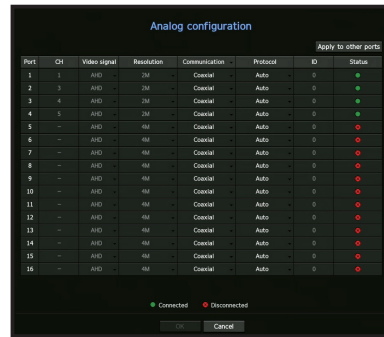 Analog configuration
Apply to other ports
Port CH Video signal Resolution Communication Protocol ID Status
1 1 AHD 2M Coaxial Auto 0
2 3 AHD 2M Coaxial Auto 0
3 4 AHD 2M Coaxial Auto 0
4 5 AHD 2M Coaxial Auto 0
5 -- AHD 4M Coaxial Auto 0
6 -- AHD 4M Coaxial Auto 0
7 -- AHD 4M Coaxial Auto 0
8 -- AHD 4M Coaxial Auto 0
9 -- AHD 4M Coaxial Auto 0
10 -- AHD 4M Coaxial Auto 0
11 -- AHD 4M Coaxial Auto 0
12 -- AHD 4M Coaxial Auto 0
13 -- AHD 4M Coaxial Auto 0
14 -- AHD 4M Coaxial Auto 0
15 -- AHD 4M Coaxial Auto 0
16 -- AHD 4M Coaxial Auto 0
Connected Disconnected
OK Cancel